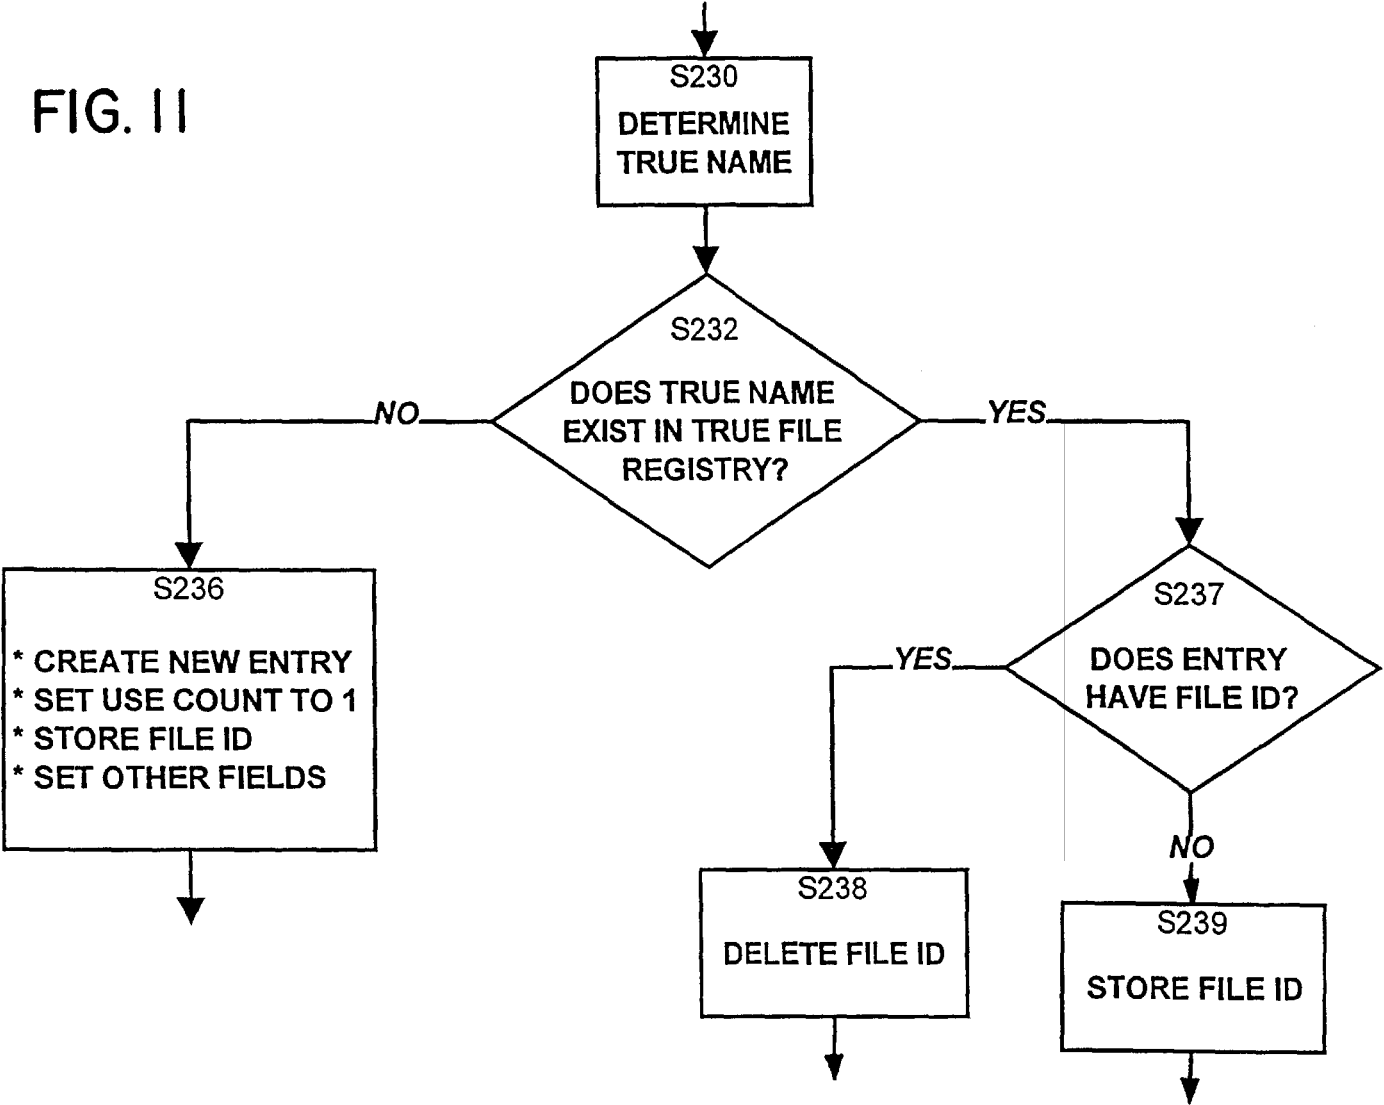 FIG. 11
S230
DETERMINE
TRUE NAME
S232
DOES TRUE NAME
EXIST IN TRUE FILE
REGISTRY?
NO
YES
S236
* CREATE NEW ENTRY
* SET USE COUNT TO 1
* STORE FILE ID
* SET OTHER FIELDS
S237
DOES ENTRY
HAVE FILE ID?
YES
NO
S238
DELETE FILE ID
S239
STORE FILE ID